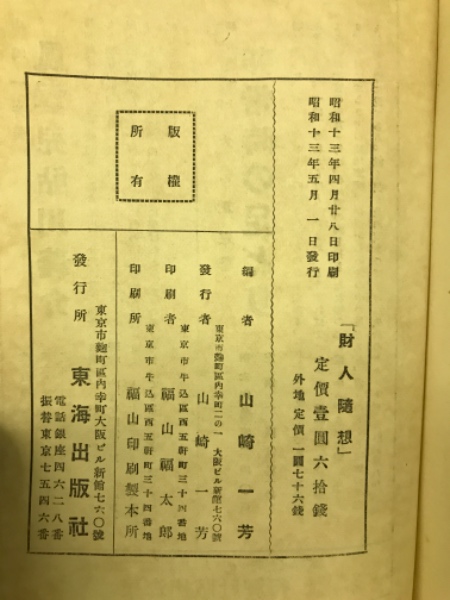 昭和十三年四月廿八日印刷
昭和十三年五月一日發行
「財人隨想」
定價壹圓六拾錢
外地定價一圓七十六錢
版權
所有
編者 山崎一芳
東京市麴町區內幸町二の一大阪ビル新館七六〇號
發行者 山崎一芳
東京市牛込區西五軒町三十四番地
印刷者 福山福太郎
東京市牛込區西五軒町三十四番地
印刷所 福山印刷製本所
東京市麴町區內幸町大阪ビル新館七六〇號
發行所 東海出版社
電話銀座四六二八番
振替東京七五四六番